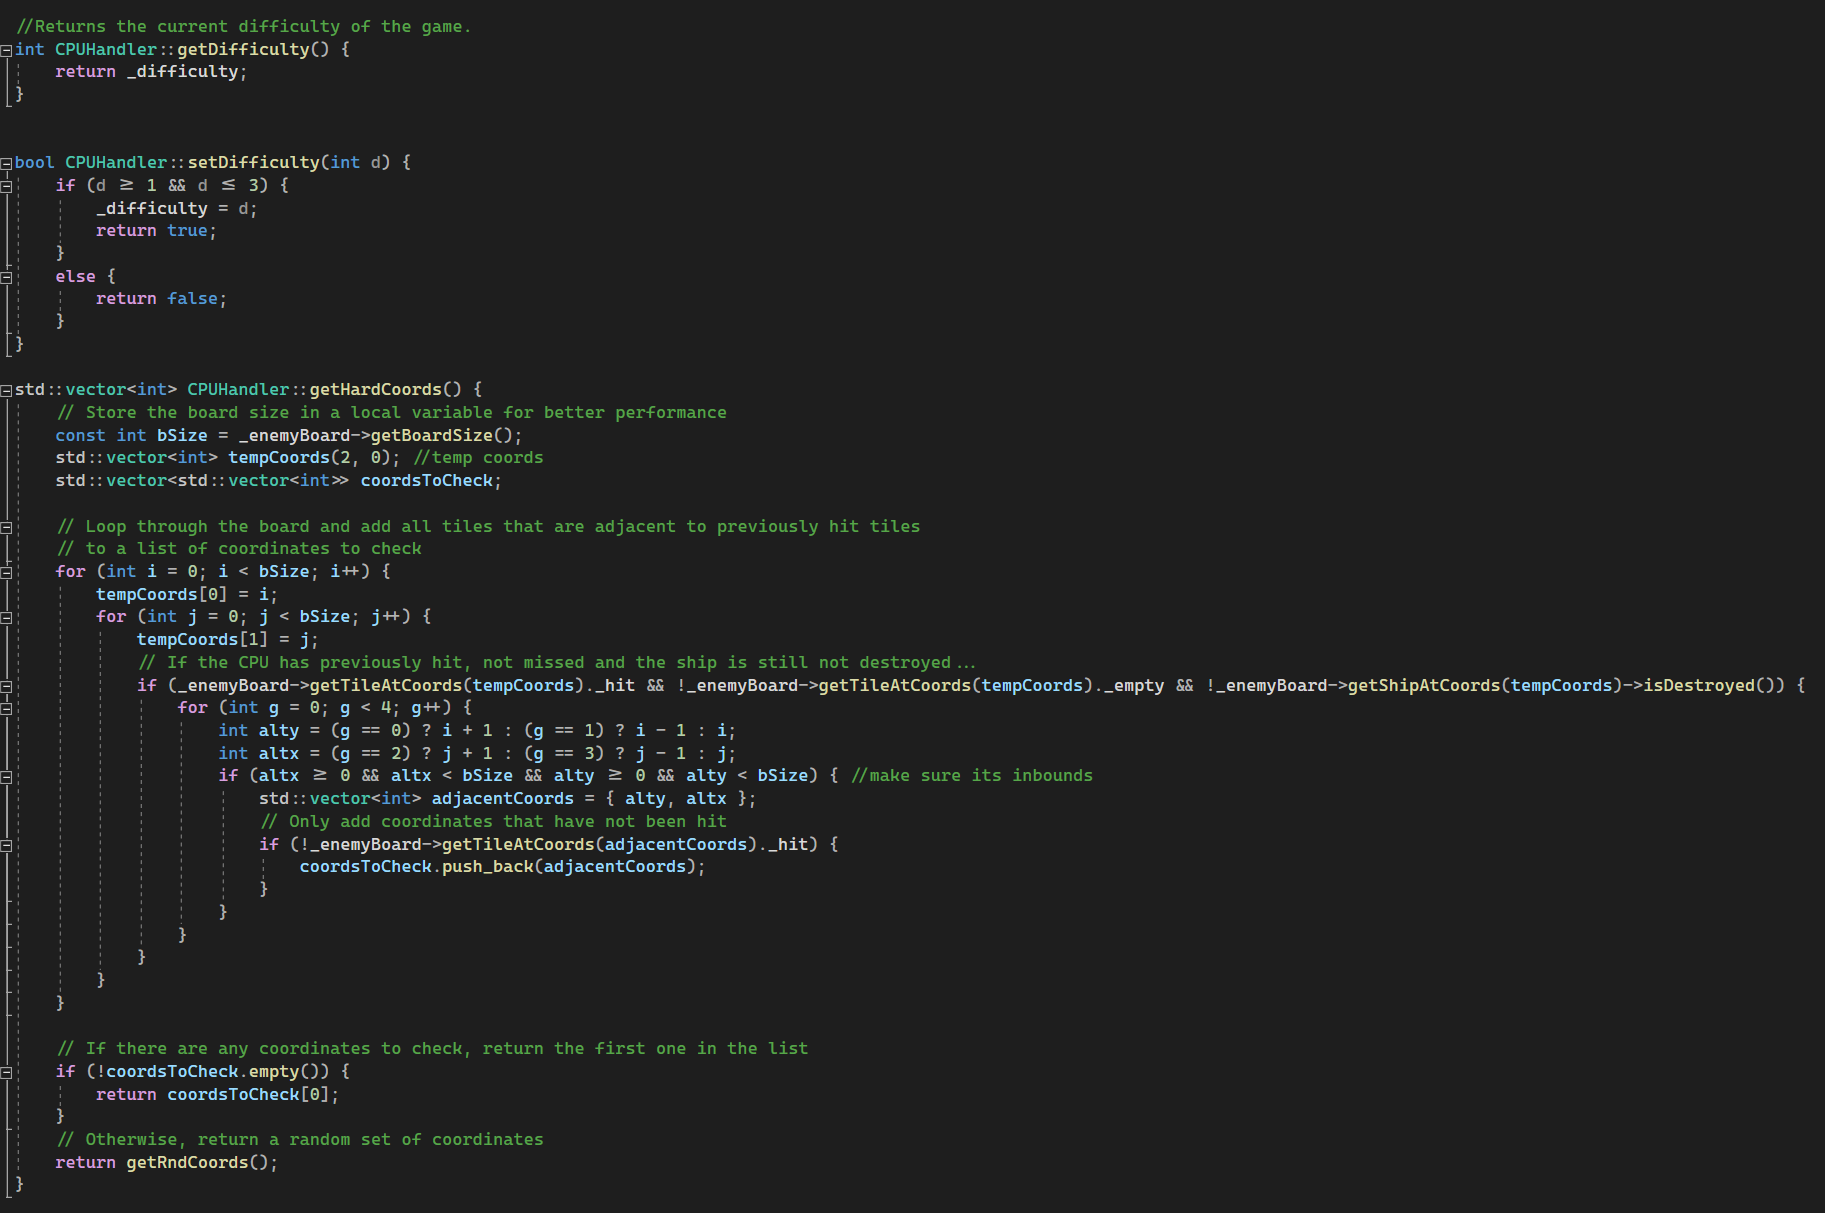 //Returns the current difficulty of the game.
int CPUHandler::getDifficulty() {
    return _difficulty;
}
bool CPUHandler::setDifficulty(int d) {
    if (d ≥ 1 && d ≤ 3) {
        _difficulty = d;
        return true;
    }
    else {
        return false;
    }
}
std::vector<int> CPUHandler::getHardCoords() {
    // Store the board size in a local variable for better performance
    const int bSize = _enemyBoard->getBoardSize();
    std::vector<int> tempCoords(2, 0); //temp coords
    std::vector<std::vector<int>> coordsToCheck;
    // Loop through the board and add all tiles that are adjacent to previously hit tiles
    // to a list of coordinates to check
    for (int i = 0; i < bSize; i++) {
        tempCoords[0] = i;
        for (int j = 0; j < bSize; j++) {
            tempCoords[1] = j;
            // If the CPU has previously hit, not missed and the ship is still not destroyed...
            if (_enemyBoard->getTileAtCoords(tempCoords)._hit && !_enemyBoard->getTileAtCoords(tempCoords)._empty && !_enemyBoard->getShipAtCoords(tempCoords)->isDestroyed()) {
                for (int g = 0; g < 4; g++) {
                    int alty = (g == 0) ? i + 1 : (g == 1) ? i - 1 : i;
                    int altx = (g == 2) ? j + 1 : (g == 3) ? j - 1 : j;
                    if (altx ≥ 0 && altx < bSize && alty ≥ 0 && alty < bSize) { //make sure its inbounds
                        std::vector<int> adjacentCoords = { alty, altx };
                        // Only add coordinates that have not been hit
                        if (!_enemyBoard->getTileAtCoords(adjacentCoords)._hit) {
                            coordsToCheck.push_back(adjacentCoords);
                        }
                    }
                }
            }
        }
    }
    // If there are any coordinates to check, return the first one in the list
    if (!coordsToCheck.empty()) {
        return coordsToCheck[0];
    }
    // Otherwise, return a random set of coordinates
    return getRndCoords();
}